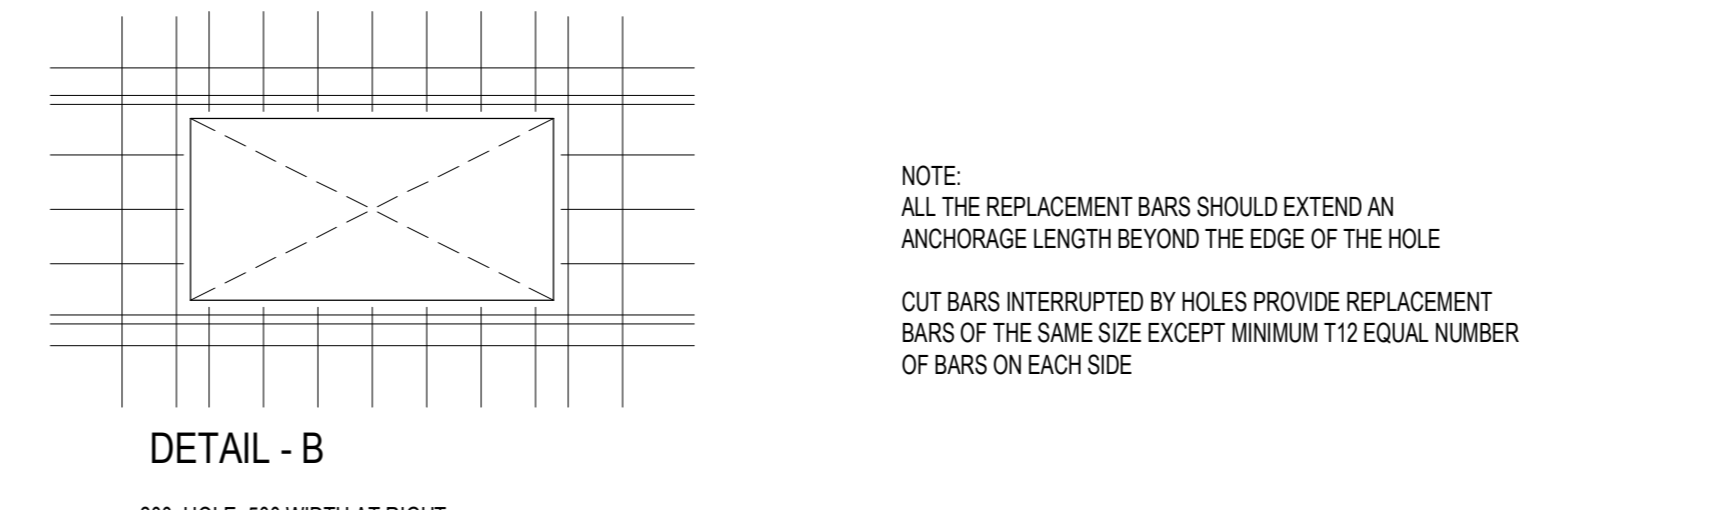 NOTE:
ALL THE REPLACEMENT BARS SHOULD EXTEND AN
ANCHORAGE LENGTH BEYOND THE EDGE OF THE HOLE
CUT BARS INTERRUPTED BY HOLES PROVIDE REPLACEMENT
BARS OF THE SAME SIZE EXCEPT MINIMUM T12 EQUAL NUMBER
OF BARS ON EACH SIDE
DETAIL - B